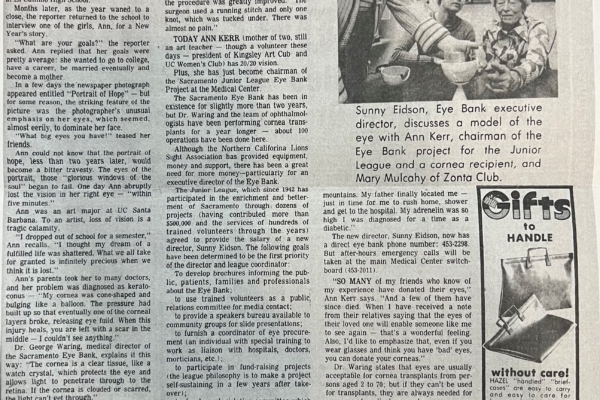 Months later, as the year waned to a
close, the reporter returned to the school to
interview one of the girls, Ann, for a New
Year's story.
"What are your goals?" the reporter
asked. Ann replied that her goals were
pretty average: she wanted to go to college,
have a career, be married eventually and
become a mother.
In a few days the newspaper photograph
appeared entitled "Portrait of Hope" — but
for some reason, the striking feature of the
picture was the photographer's unusual
emphasis on her eyes, which seemed,
almost eerily, to dominate her face.
"What big eyes you have!" teased her
friends.
Ann could not know that the portrait of
hope, less than two years later, would
become a bitter travesty. The eyes of the
portrait, those "glorious windows of the
soul" began to fail. One day Ann abruptly
lost the vision in her right eye — "within
five minutes."
Ann was an art major at UC Santa
Barbara. To an artist, loss of vision is a
tragic calamity.
"I dropped out of school for a semester,"
Ann recalls. "I thought my dream of a
fulfilled life was shattered. What we all take
for granted is infinitely precious when we
think it is lost."
Ann's parents took her to many doctors,
and her problem was diagnosed as kerato-
conus — "My cornea was cone-shaped and
bulging like a balloon. The pressure had
built up so that eventually one of the corneal
layers broke, releasing eye fluid. When this
injury heals, you are left with a scar in the
middle — I couldn't see anything."
Dr. George Waring, medical director of
the Sacramento Eye Bank, explains it this
way: "The cornea is a clear tissue, like a
watch crystal, which protects the eye and
allows light to penetrate through to the
retina. If the cornea is clouded or scarred,
the light can't get through."
the procedure was greatly improved. The
surgeon used a running stitch and only one
knot, which was tucked under. There was
almost no pain."
TODAY ANN KERR (mother of two, still
an art teacher — though a volunteer these
days — president of Kingsley Art Cub and
UC Women's Club) has 20/20 vision.
Plus, she has just become chairman of
the Sacramento Junior League Eye Bank
Project at the Medical Center.
The Sacramento Eye Bank has been in
existence for slightly more than two years,
but Dr. Waring and the team of ophthalmol-
ogists have been performing cornea trans-
plants for a year longer — about 100
operations have been done here.
Although the Northern California Lions
Sight Association has provided equipment,
money and support, there has been a great
need for more money—particularly for an
executive director of the Eye Bank.
The Junior League, which since 1942 has
participated in the enrichment and better-
ment of Sacramento through dozens of
projects (having contributed more than
$500,000 and the services of hundreds of
trained volunteers through the years)
agreed to provide the salary of a new
director, Sunny Eidson. The following goals
have been determined to be the first priority
of the director and league coordinator:
To develop brochures informing the pub-
lic, patients, families and professionals
about the Eye Bank;
to use trained volunteers as a public
relations committee for media contact;
to provide a speakers bureau available to
community groups for slide presentations;
to furnish a coordinator of eye procure-
ment (an individual with special training to
work as liaison with hospitals, doctors,
morticians, etc.);
to participate in fund-raising projects
(the league philosophy is to make a project
self-sustaining in a few years after take-
over);
Sunny Eidson, Eye Bank executive
director, discusses a model of the
eye with Ann Kerr, chairman of the
Eye Bank project for the Junior
League and a cornea recipient, and
Mary Mulcahy of Zonta Club.
mountains. My father finally located me —
just in time for me to rush home, shower
and get to the hospital. My adrenelin was so
high I was diagnosed for a time as a
diabetic."
The new director, Sunny Eidson, now has
a direct eye bank phone number: 453-2298.
But after-hours emergency calls will be
taken at the main Medical Center switch-
board (453-2011).
"SO MANY of my friends who know of
my experience have donated their eyes,"
Ann Kerr says. "And a few of them have
since died. When I have received a note
from their relatives saying that the eyes of
their loved one will enable someone like me
to see again — that's a wonderful feeling.
Also, I'd like to emphasize that, even if you
wear glasses and think you have 'bad' eyes,
you can donate your corneas."
Dr. Waring states that eyes are usually
acceptable for cornea transplants from per-
sons aged 2 to 70; but if they can't be used
for transplants, they are always needed for
Gifts
to
HANDLE
without care!
HAZEL "handled" "brief-
cases" are easy to carry
and easy to care for